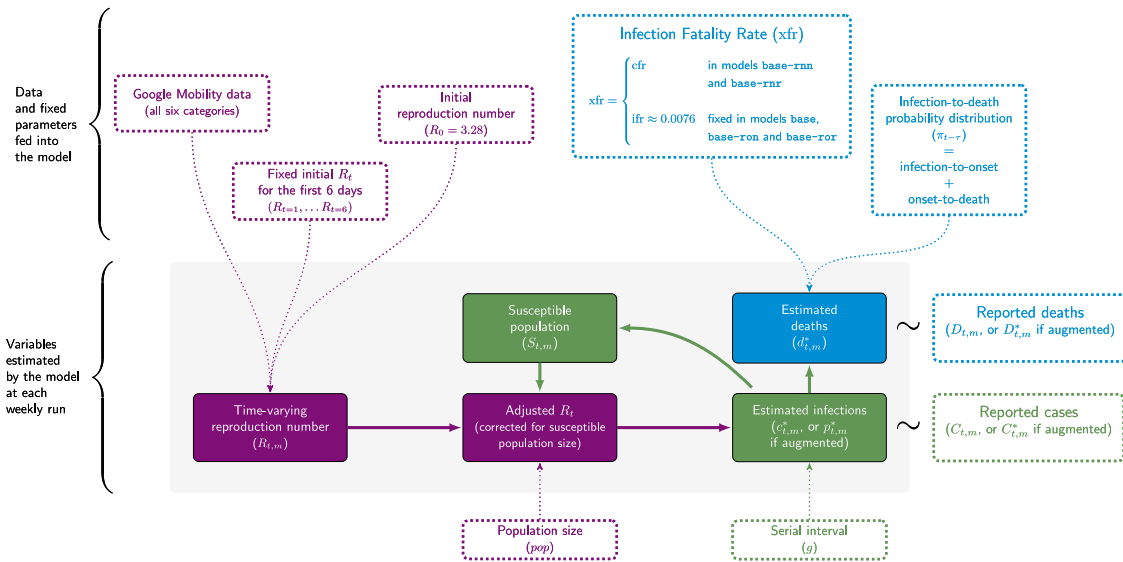 Data
and fixed
parameters
fed into
the model
Google Mobility data
(all six categories)
Initial
reproduction number
(R₀ = 3.28)
Fixed initial Rₜ
for the first 6 days
(Rₜ₌₁, … Rₜ₌₆)
Infection Fatality Rate (xfr)
xfr =
cfr in models base-rnn
and base-rnr
ifr ≈ 0.0076 fixed in models base,
base-ron and base-ror
Infection-to-death
probability distribution
(π_{t−τ})
=
infection-to-onset
+
onset-to-death
Variables
estimated
by the model
at each
weekly run
Susceptible
population
(S_{t,m})
Estimated
deaths
(d*_{t,m})
∼
Reported deaths
(D_{t,m}, or D*_{t,m} if augmented)
Time-varying
reproduction number
(R_{t,m})
Adjusted Rₜ
(corrected for susceptible
population size)
Estimated infections
(c*_{t,m}, or p*_{t,m}
if augmented)
∼
Reported cases
(C_{t,m}, or C*_{t,m} if augmented)
Population size
(pop)
Serial interval
(g)